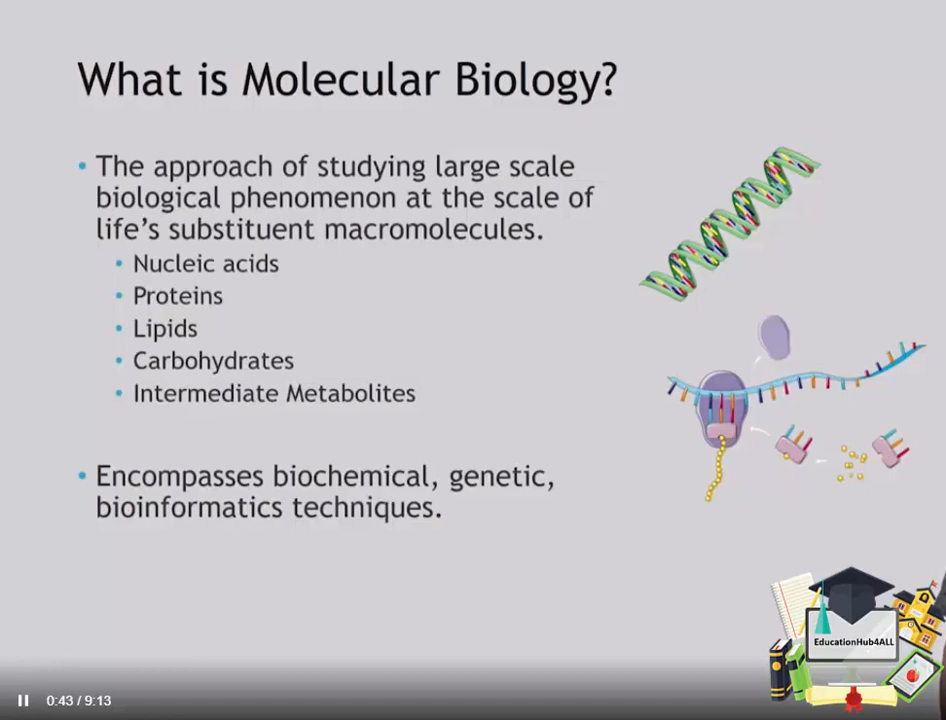 What is Molecular Biology?
• The approach of studying large scale
biological phenomenon at the scale of
life's substituent macromolecules.
• Nucleic acids
• Proteins
• Lipids
• Carbohydrates
• Intermediate Metabolites
• Encompasses biochemical, genetic,
bioinformatics techniques.
EducationHub4ALL
0:43 / 9:13